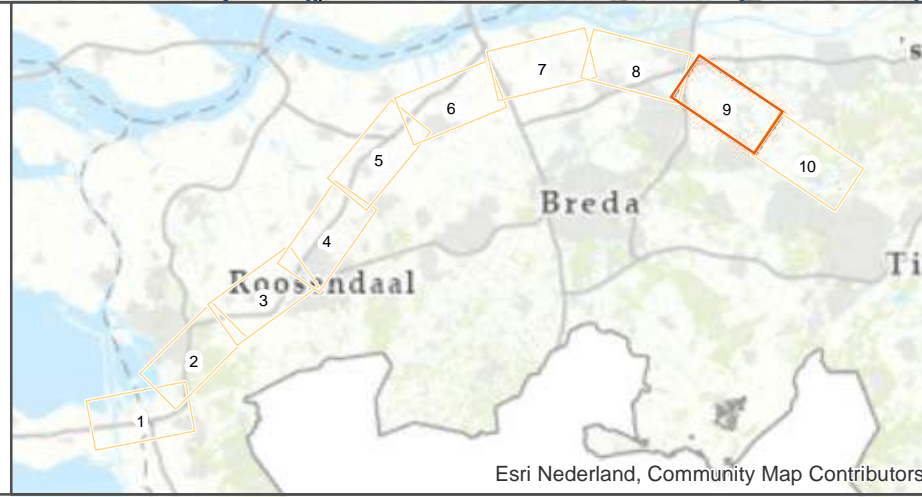 's
7
8
9
6
10
5
Breda
4
Ti
Roosendaal
3
2
1
Esri Nederland, Community Map Contributors